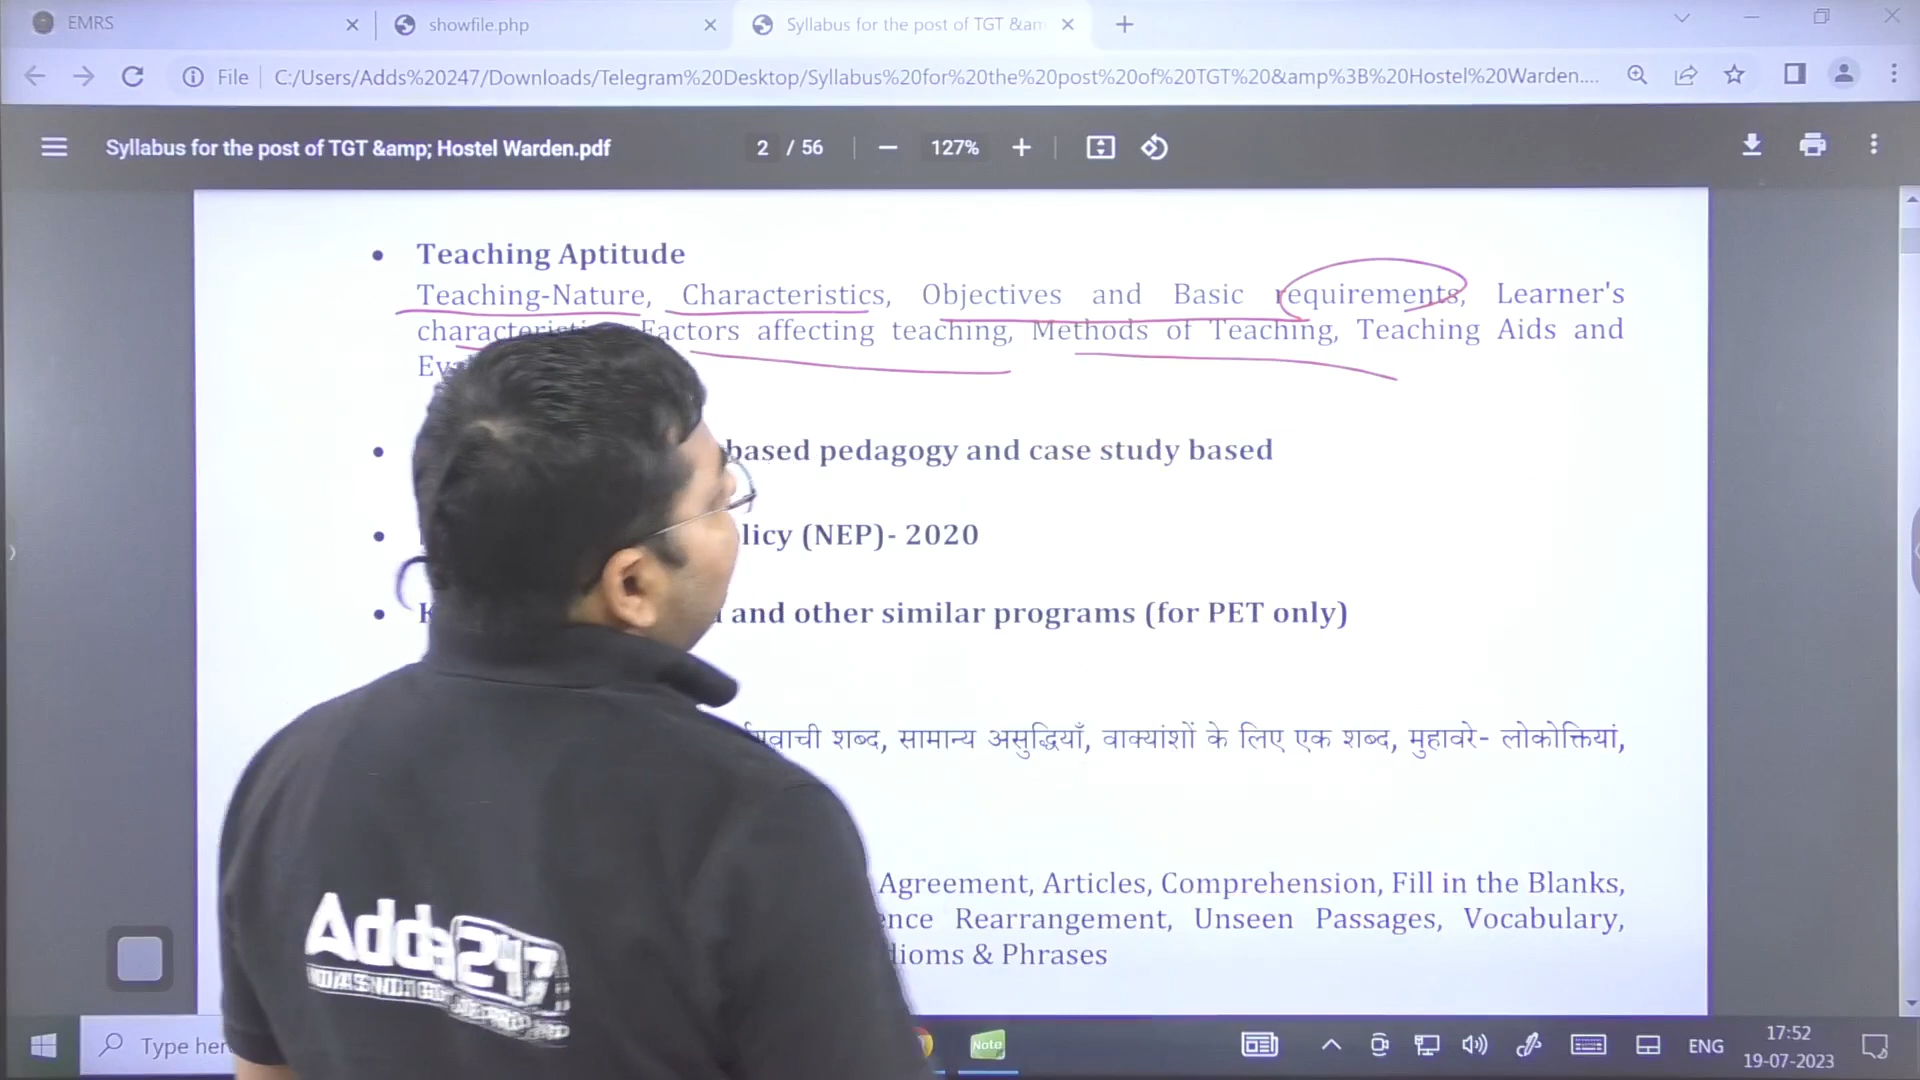 EMRS
showfile.php
Syllabus for the post of TGT &am
File
C:/Users/Adds%20247/Downloads/Telegram%20Desktop/Syllabus%20for%20the%20post%20of%20TGT%20&amp%3B%20Hostel%20Warden....
Syllabus for the post of TGT &amp; Hostel Warden.pdf
2 / 56
127%
Teaching Aptitude
Teaching-Nature, Characteristics, Objectives and Basic requirements, Learner's
Factors affecting teaching, Methods of Teaching, Teaching Aids and
based pedagogy and case study based
(NEP)- 2020
and other similar programs (for PET only)
शब्द, सामान्य असुद्धियाँ, वाक्यांशों के लिए एक शब्द, मुहावरे- लोकोक्तियां,
Agreement, Articles, Comprehension, Fill in the Blanks,
Rearrangement, Unseen Passages, Vocabulary,
& Phrases
Adda247
Type
Note
ENG
17:52
19-07-2023